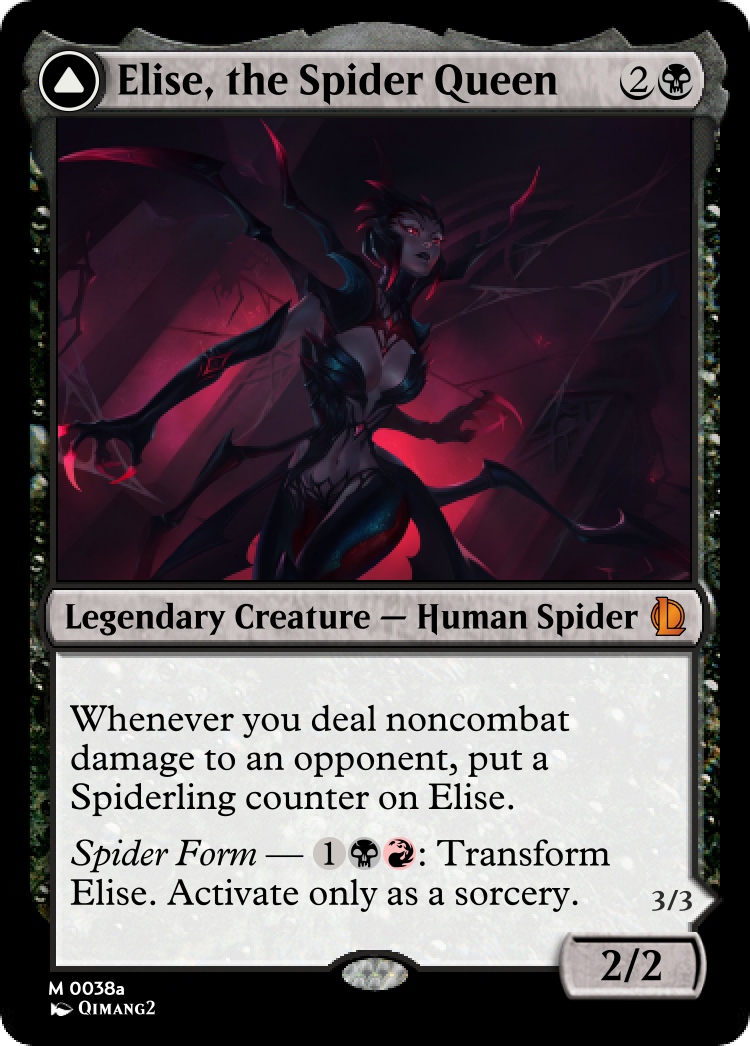 Elise, the Spider Queen 2
Legendary Creature — Human Spider
Whenever you deal noncombat
damage to an opponent, put a
Spiderling counter on Elise.
Spider Form — 1 : Transform
Elise. Activate only as a sorcery.
3/3
2/2
M 0038a
QIMANG2